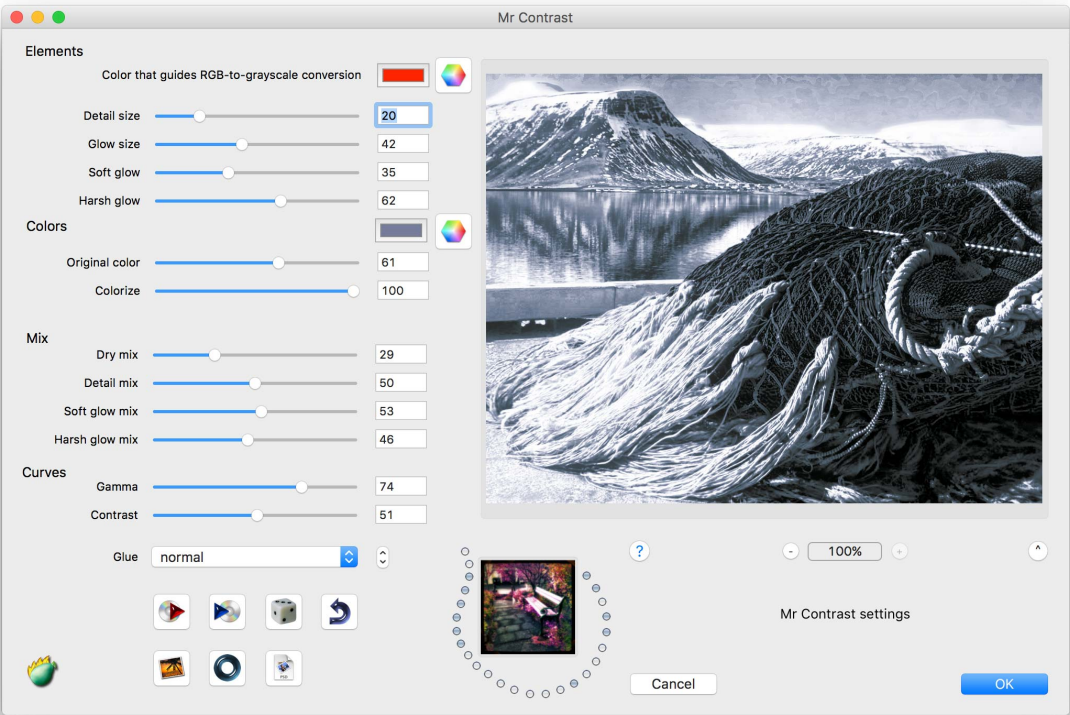 Mr Contrast
Elements
Color that guides RGB-to-grayscale conversion
Detail size 20
Glow size 42
Soft glow 35
Harsh glow 62
Colors
Original color 61
Colorize 100
Mix
Dry mix 29
Detail mix 50
Soft glow mix 53
Harsh glow mix 46
Curves
Gamma 74
Contrast 51
Glue normal
? - 100% + ^
Mr Contrast settings
PSD
Cancel OK